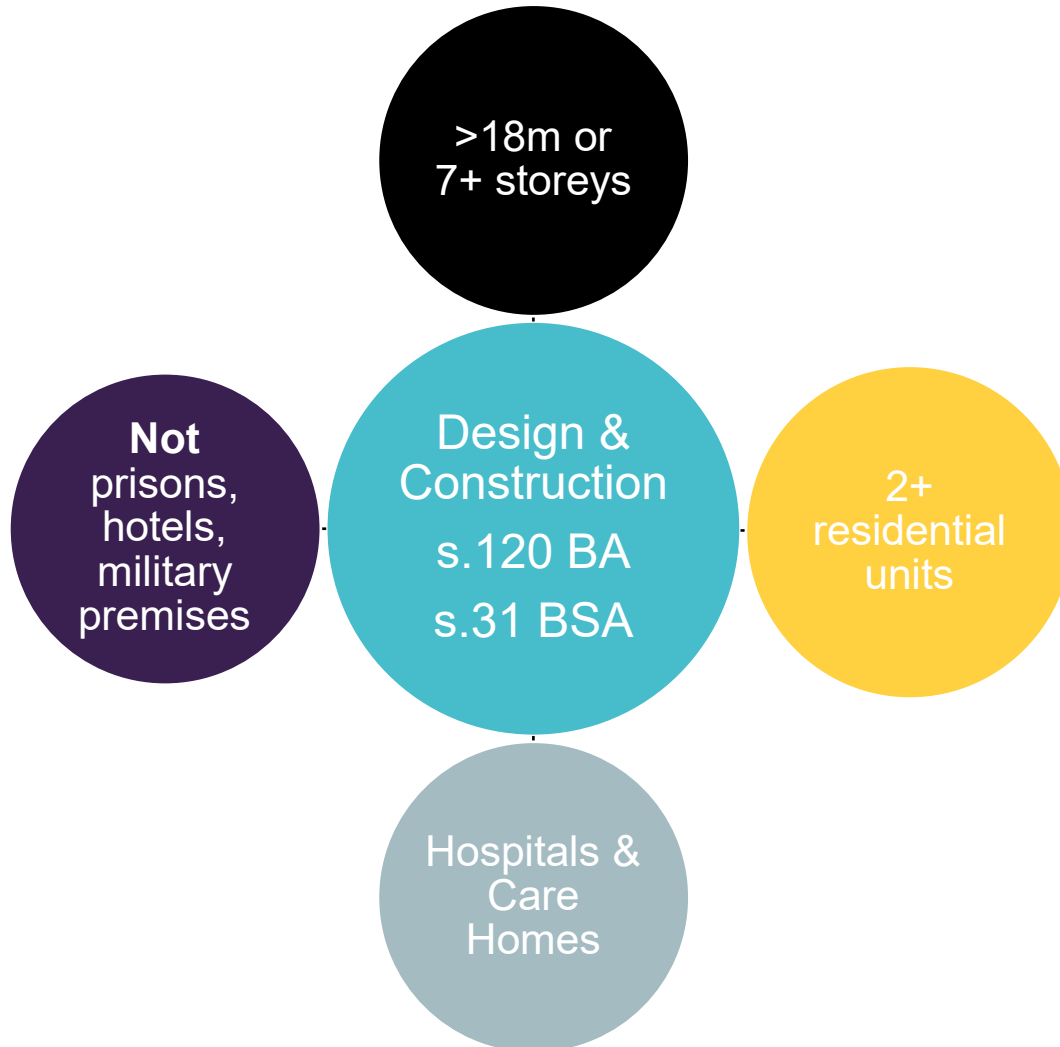 >18m or
7+ storeys
Not
prisons,
hotels,
military
premises
Design &
Construction
s.120 BA
s.31 BSA
2+
residential
units
Hospitals &
Care
Homes